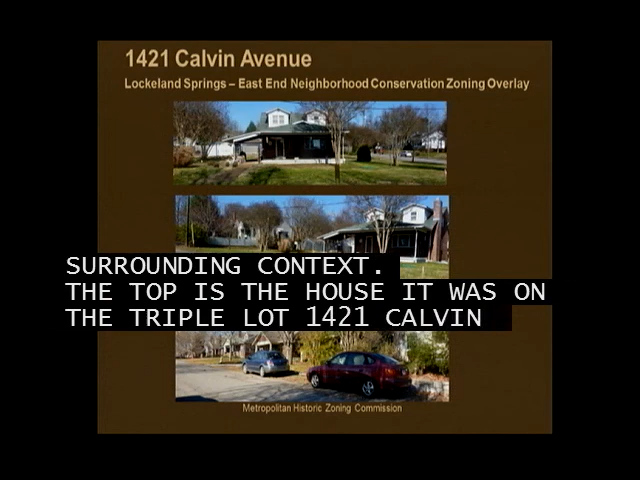 1421 Calvin Avenue
Lockeland Springs – East End Neighborhood Conservation Zoning Overlay
SURROUNDING CONTEXT.
THE TOP IS THE HOUSE IT WAS ON
THE TRIPLE LOT 1421 CALVIN
Metropolitan Historic Zoning Commission